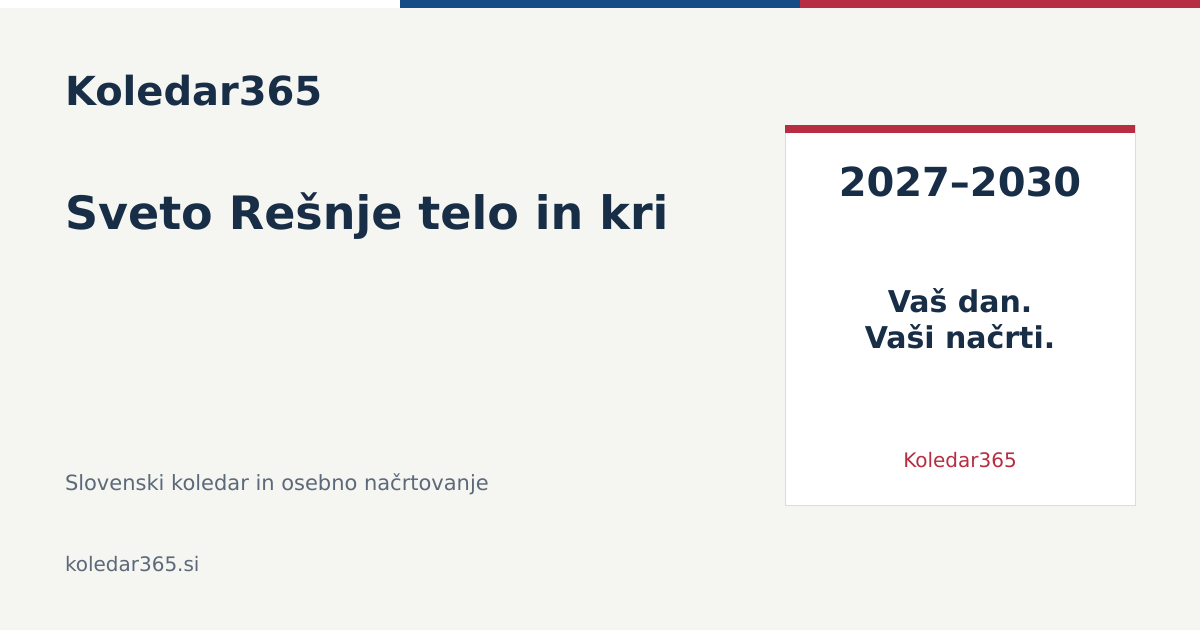 Koledar365
Sveto Rešnje telo in kri
Slovenski koledar in osebno načrtovanje
koledar365.si
2027–2030
Vaš dan.
Vaši načrti.
Koledar365